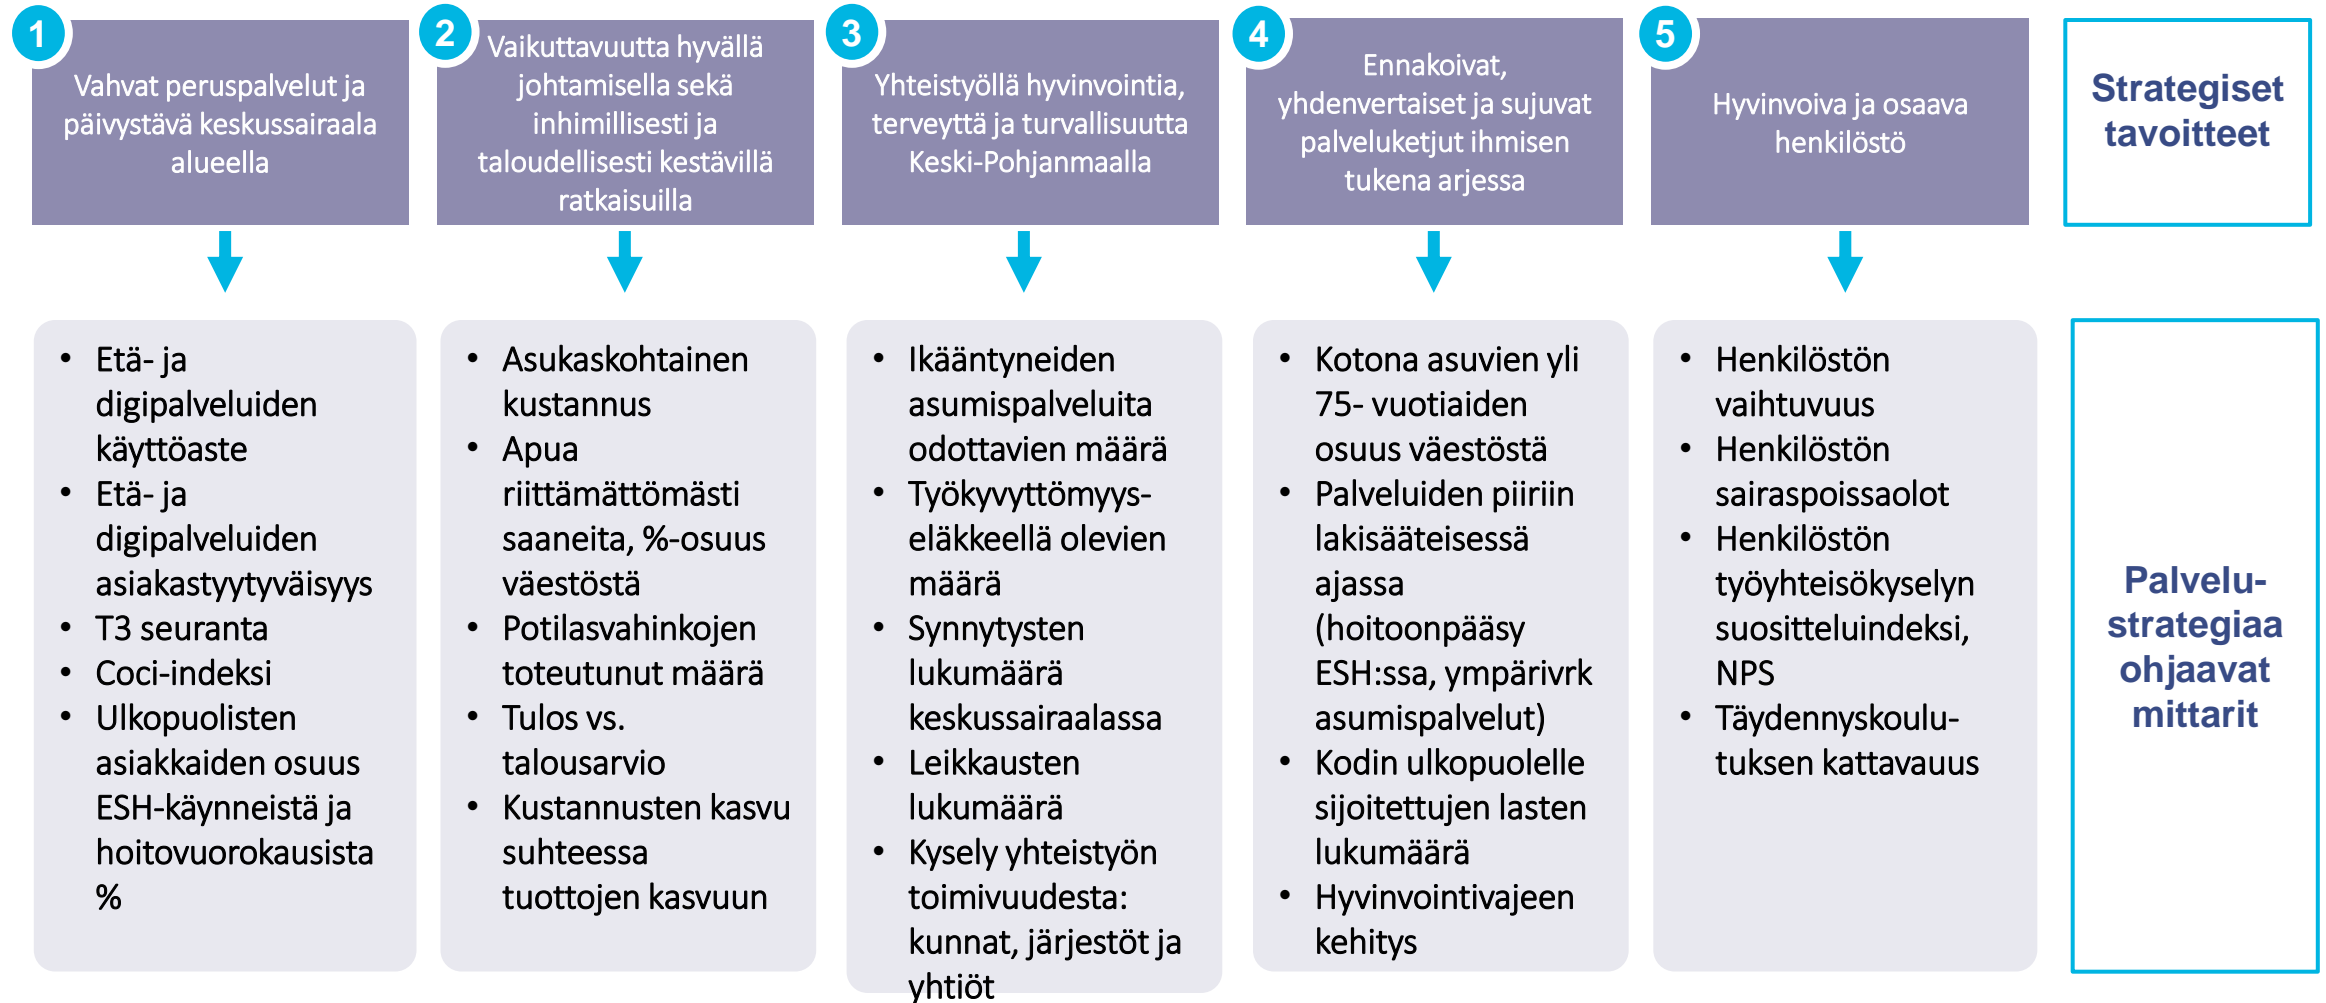 1
Vahvat peruspalvelut ja
päivystävä keskussairaala
alueella
2
Vaikuttavuutta hyvällä
johtamisella sekä
inhimillisesti ja
taloudellisesti kestävillä
ratkaisuilla
3
Yhteistyöllä hyvinvointia,
terveyttä ja turvallisuutta
Keski-Pohjanmaalla
4
Ennakoivat,
yhdenvertaiset ja sujuvat
palveluketjut ihmisen
tukena arjessa
5
Hyvinvoiva ja osaava
henkilöstö
Strategiset
tavoitteet
• Etä- ja
digipalveluiden
käyttöaste
• Etä- ja
digipalveluiden
asiakastyytyväisyys
• T3 seuranta
• Coci-indeksi
• Ulkopuolisten
asiakkaiden osuus
ESH-käynneistä ja
hoitovuorokausista
%
• Asukaskohtainen
kustannus
• Apua
riittämättömästi
saaneita, %-osuus
väestöstä
• Potilasvahinkojen
toteutunut määrä
• Tulos vs.
talousarvio
• Kustannusten kasvu
suhteessa
tuottojen kasvuun
• Ikääntyneiden
asumispalveluita
odottavien määrä
• Työkyvyttömyys-
eläkkeellä olevien
määrä
• Synnytysten
lukumäärä
keskussairaalassa
• Leikkausten
lukumäärä
• Kysely yhteistyön
toimivuudesta:
kunnat, järjestöt ja
yhtiöt
• Kotona asuvien yli
75- vuotiaiden
osuus väestöstä
• Palveluiden piiriin
lakisääteisessä
ajassa
(hoitoonpääsy
ESH:ssa, ympärivrk
asumispalvelut)
• Kodin ulkopuolelle
sijoitettujen lasten
lukumäärä
• Hyvinvointivajeen
kehitys
• Henkilöstön
vaihtuvuus
• Henkilöstön
sairaspoissaolot
• Henkilöstön
työyhteisökyselyn
suositteluindeksi,
NPS
• Täydennyskoulu-
tuksen kattavauus
Palvelu-
strategiaa
ohjaavat
mittarit